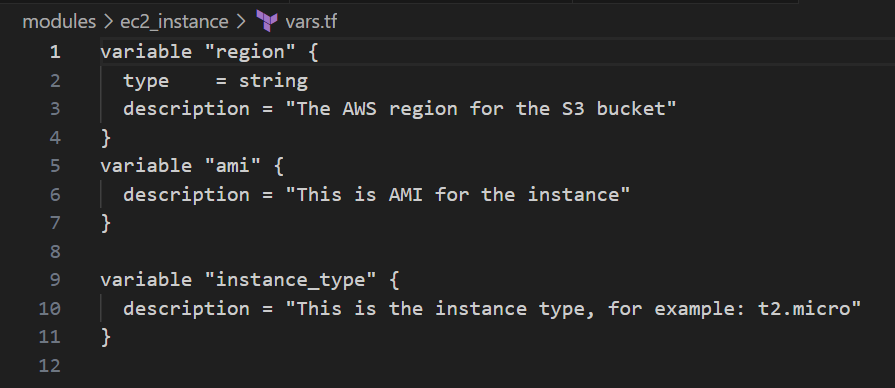 modules > ec2_instance > vars.tf
1 variable "region" {
2   type    = string
3   description = "The AWS region for the S3 bucket"
4 }
5 variable "ami" {
6   description = "This is AMI for the instance"
7 }
8
9 variable "instance_type" {
10   description = "This is the instance type, for example: t2.micro"
11 }
12